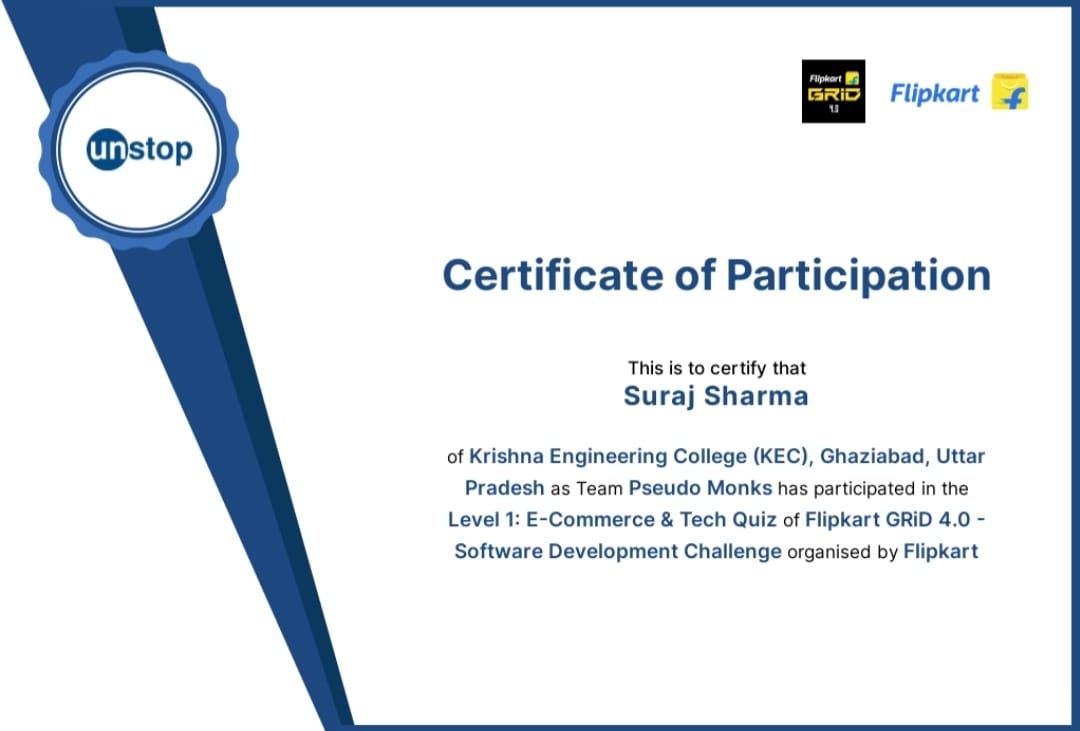 unstop
Flipkart
GRiD
4.0
Flipkart
Certificate of Participation
This is to certify that
Suraj Sharma
of Krishna Engineering College (KEC), Ghaziabad, Uttar
Pradesh as Team Pseudo Monks has participated in the
Level 1: E-Commerce & Tech Quiz of Flipkart GRiD 4.0 -
Software Development Challenge organised by Flipkart